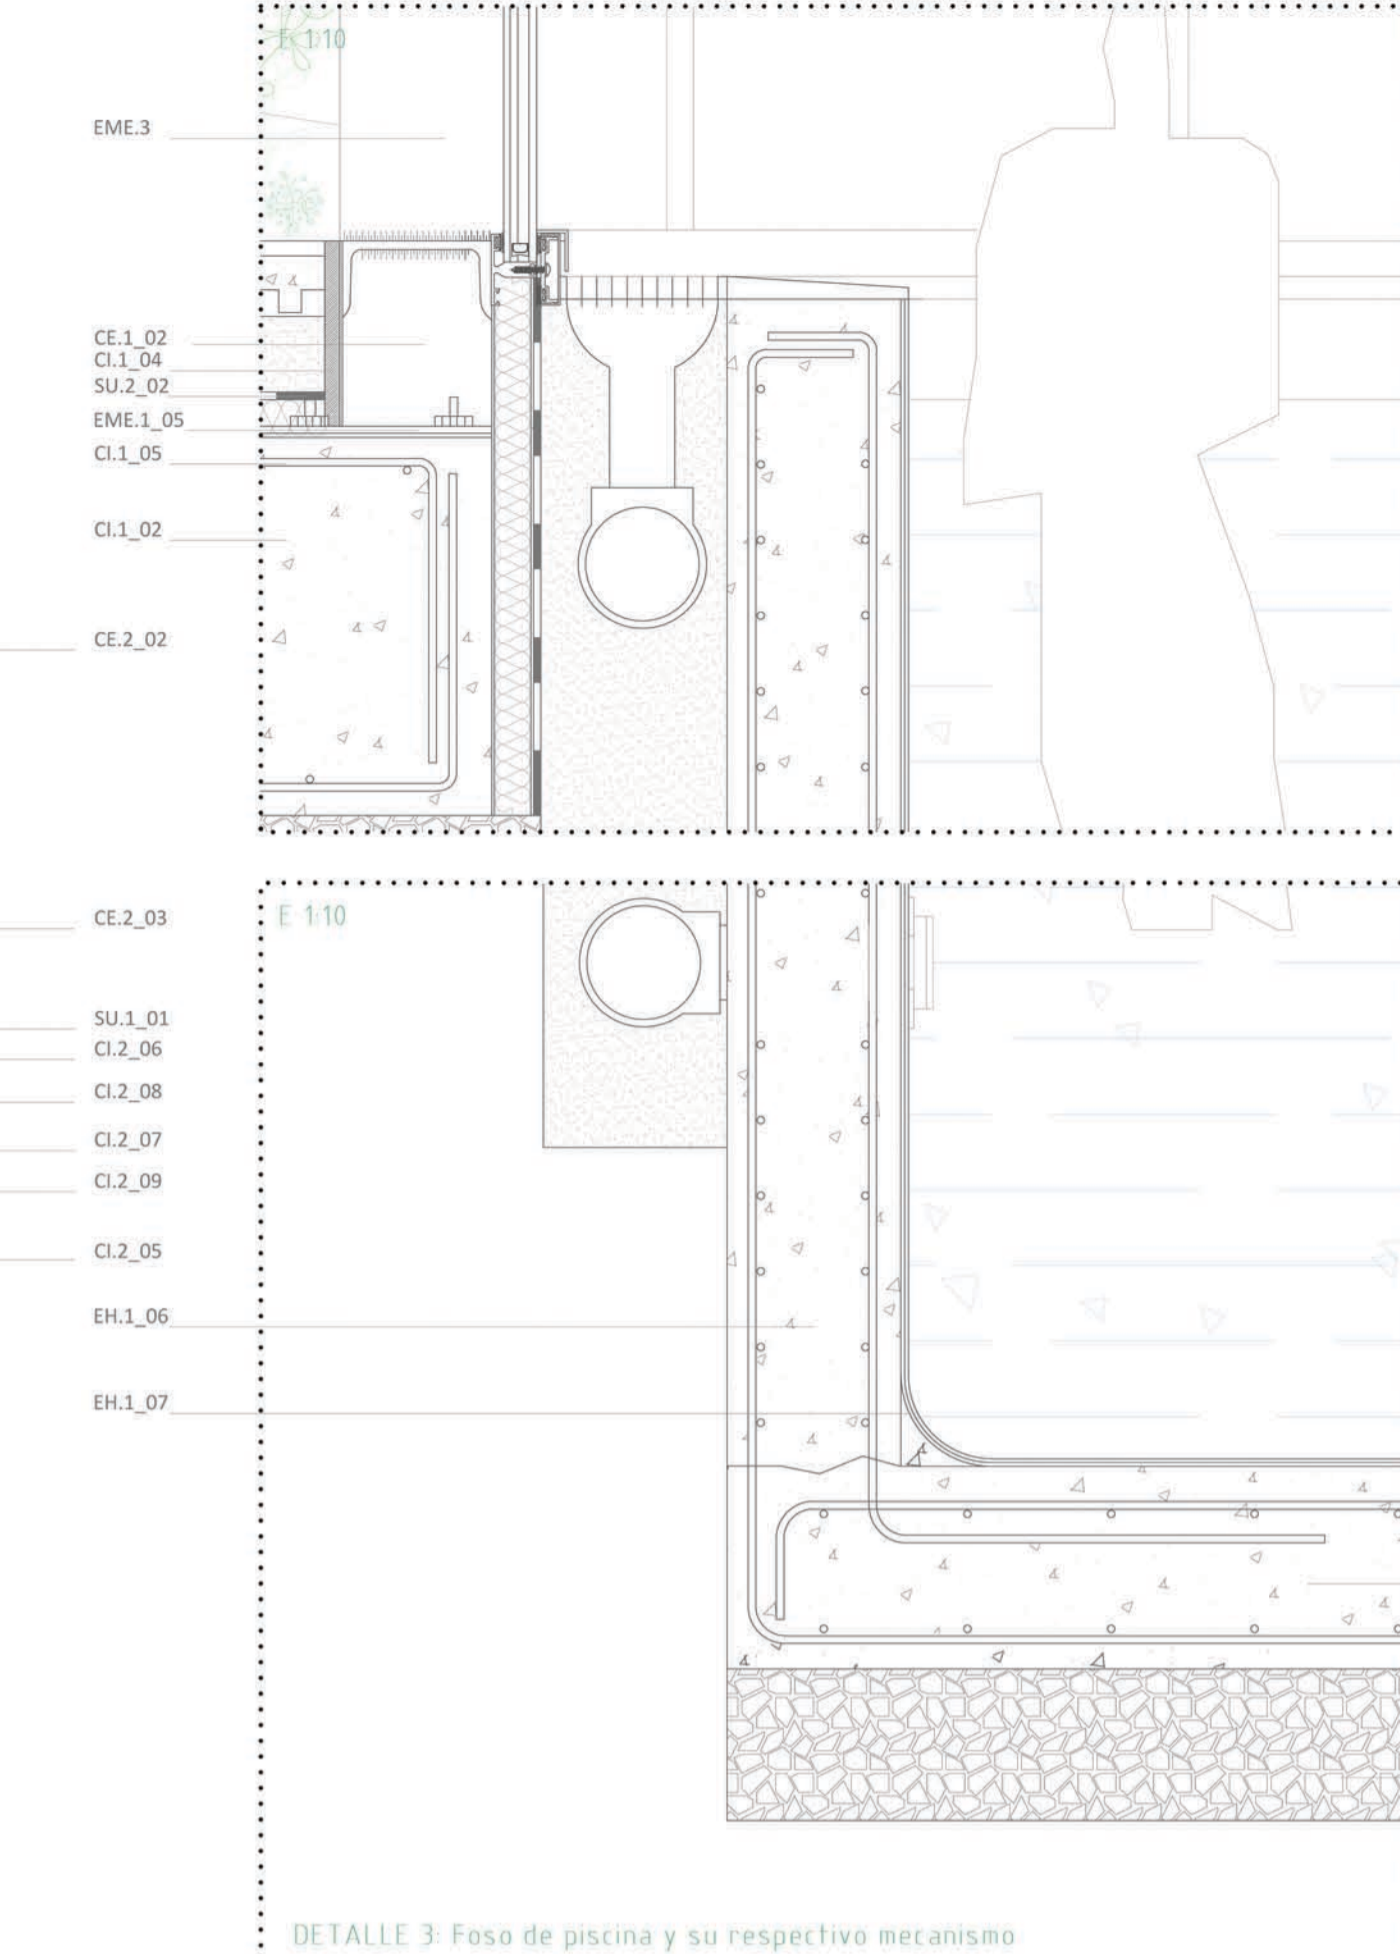 E 1:10
EME.3
CE.1_02
CI.1_04
SU.2_02
EME.1_05
CI.1_05
CI.1_02
CE.2_02
CE.2_03
E 1:10
SU.1_01
CI.2_06
CI.2_08
CI.2_07
CI.2_09
CI.2_05
EH.1_06
EH.1_07
DETALLE 3: Foso de piscina y su respectivo mecanismo